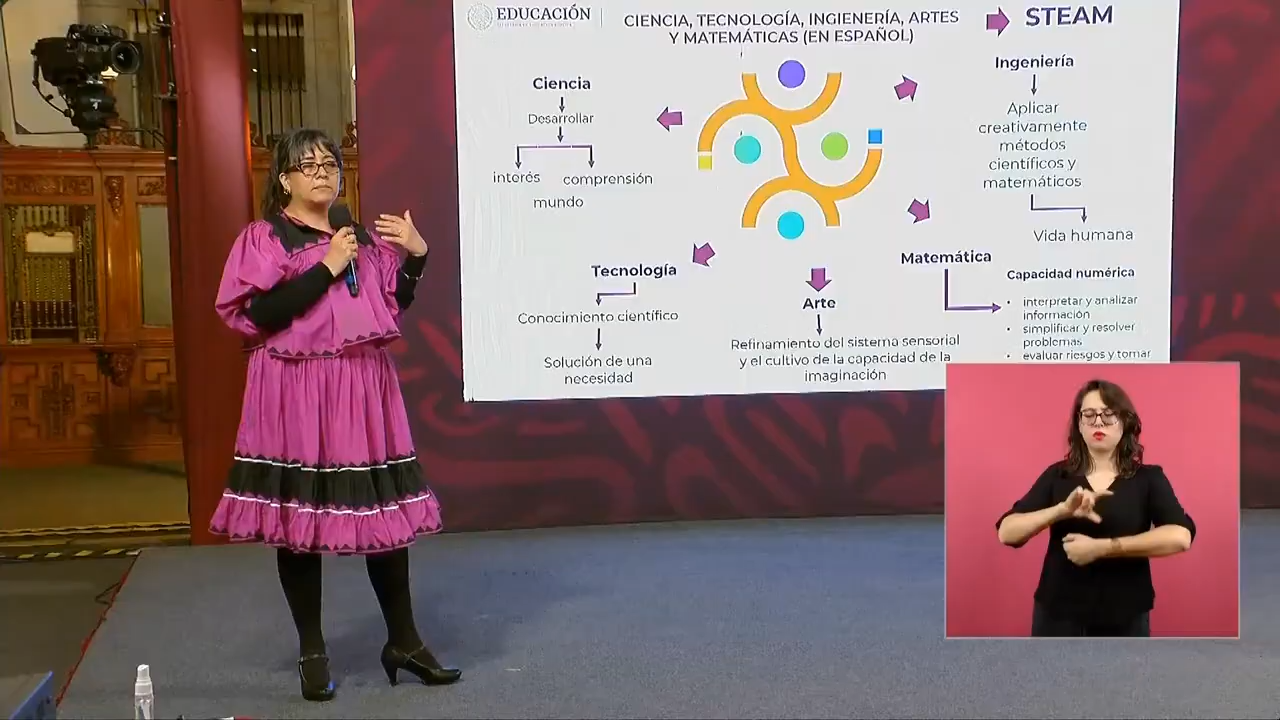 EDUCACIÓN
CIENCIA, TECNOLOGÍA, INGIENERÍA, ARTES
Y MATEMÁTICAS (EN ESPAÑOL)
STEAM
Ciencia
Desarrollar
interés
comprensión
mundo
Ingeniería
Aplicar
creativamente
métodos
científicos y
matemáticos
Vida humana
Tecnología
Conocimiento científico
Solución de una
necesidad
Arte
Refinamiento del sistema sensorial
y el cultivo de la capacidad de la
imaginación
Matemática
Capacidad numérica
• interpretar y analizar
información
• simplificar y resolver
problemas
• evaluar riesgos y tomar